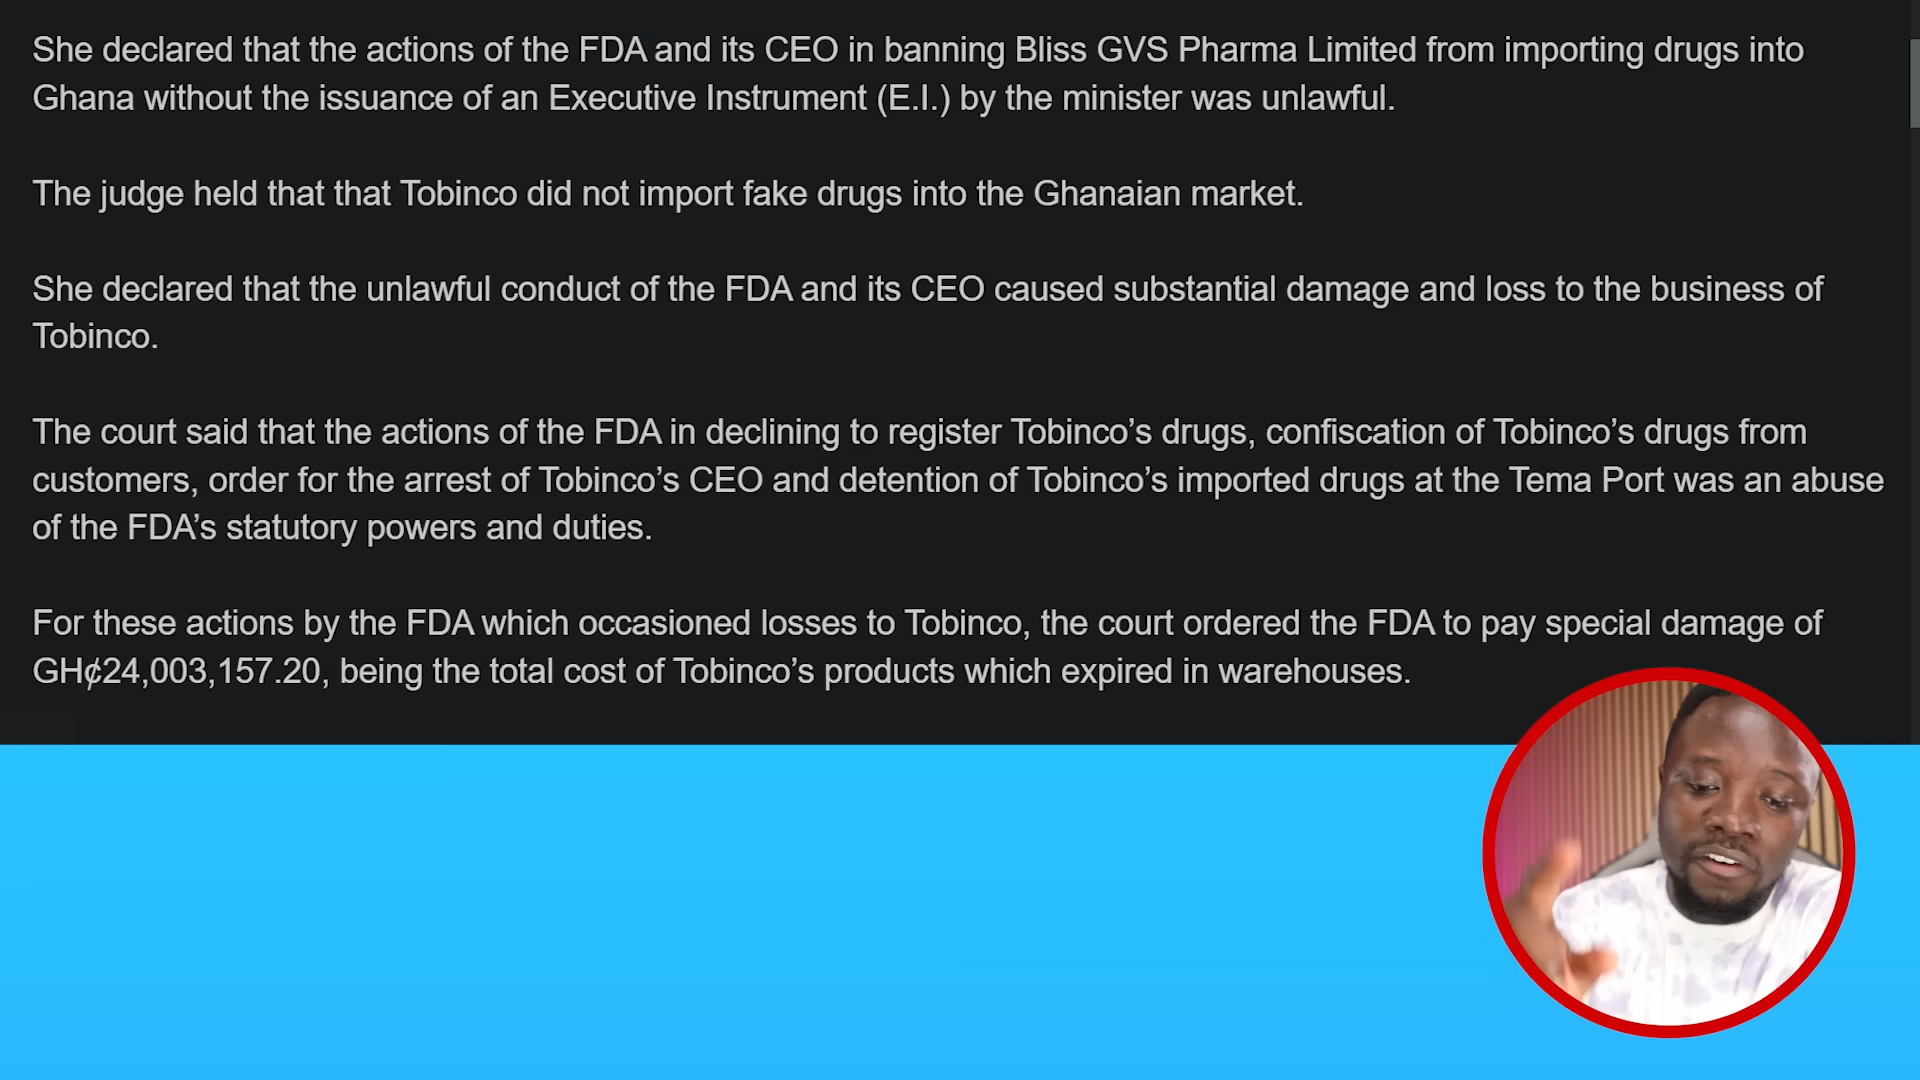 She declared that the actions of the FDA and its CEO in banning Bliss GVS Pharma Limited from importing drugs into
Ghana without the issuance of an Executive Instrument (E.I.) by the minister was unlawful.
The judge held that that Tobinco did not import fake drugs into the Ghanaian market.
She declared that the unlawful conduct of the FDA and its CEO caused substantial damage and loss to the business of
Tobinco.
The court said that the actions of the FDA in declining to register Tobinco’s drugs, confiscation of Tobinco’s drugs from
customers, order for the arrest of Tobinco’s CEO and detention of Tobinco’s imported drugs at the Tema Port was an abuse
of the FDA’s statutory powers and duties.
For these actions by the FDA which occasioned losses to Tobinco, the court ordered the FDA to pay special damage of
GH¢24,003,157.20, being the total cost of Tobinco’s products which expired in warehouses.